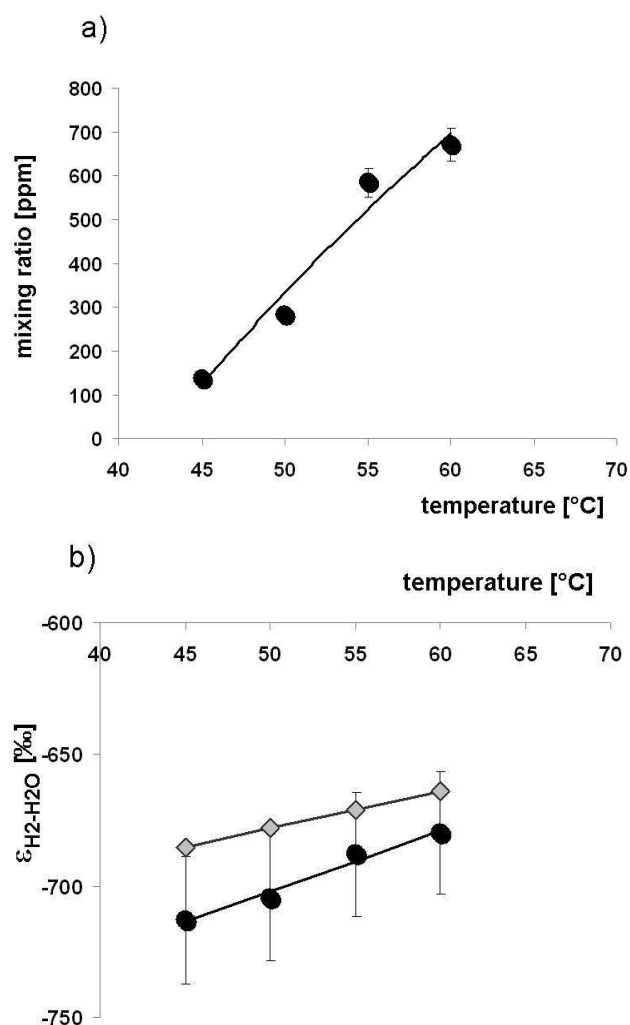 a)
800
700
600
500
400
300
200
100
0
mixing ratio [ppm]
40 45 50 55 60 65 70
temperature [°C]
b)
temperature [°C]
-600
40 45 50 55 60 65 70
-650
-700
-750
εH2-H2O [‰]